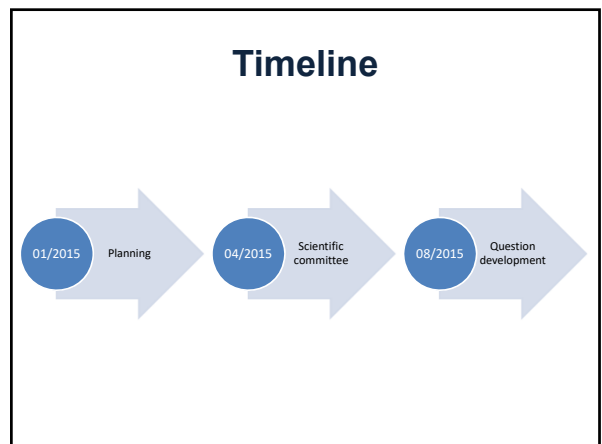 Timeline
01/2015
Planning
04/2015
Scientific
committee
08/2015
Question
development